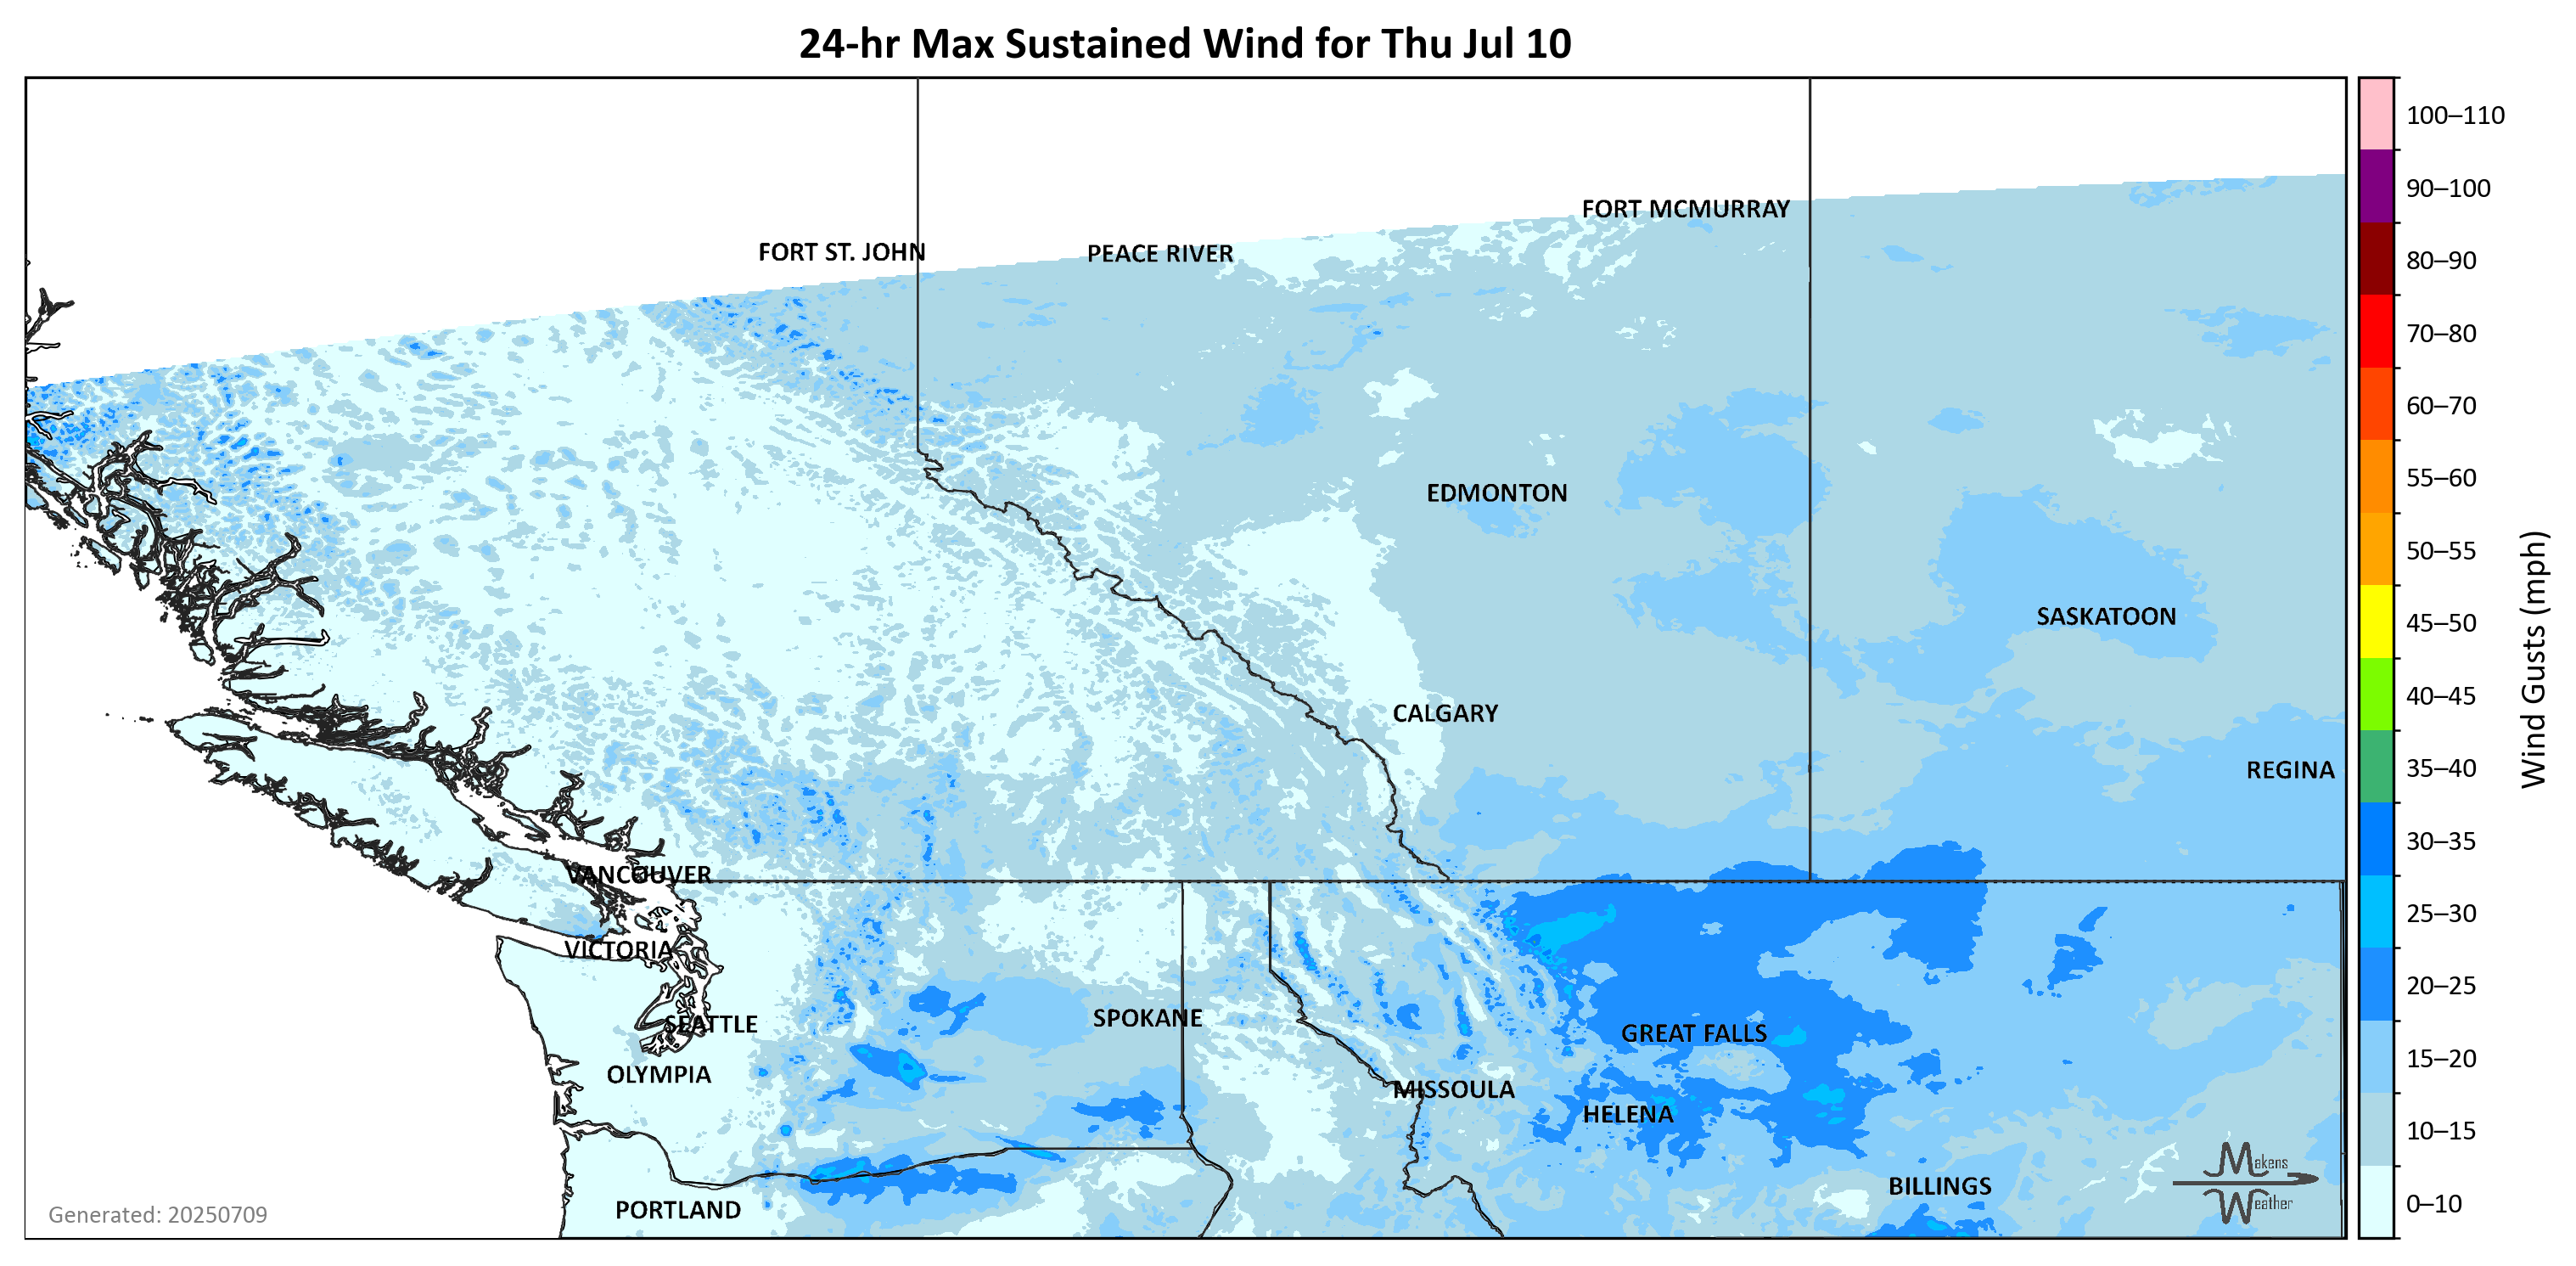 24-hr Max Sustained Wind for Thu Jul 10
100–110
90–100
80–90
70–80
60–70
55–60
50–55
45–50
40–45
35–40
30–35
25–30
20–25
15–20
10–15
0–10
Wind Gusts (mph)
FORT MCMURRAY
FORT ST. JOHN
PEACE RIVER
EDMONTON
SASKATOON
CALGARY
REGINA
VANCOUVER
VICTORIA
SEATTLE
SPOKANE
GREAT FALLS
OLYMPIA
MISSOULA
HELENA
BILLINGS
PORTLAND
Makens
Weather
Generated: 20250709